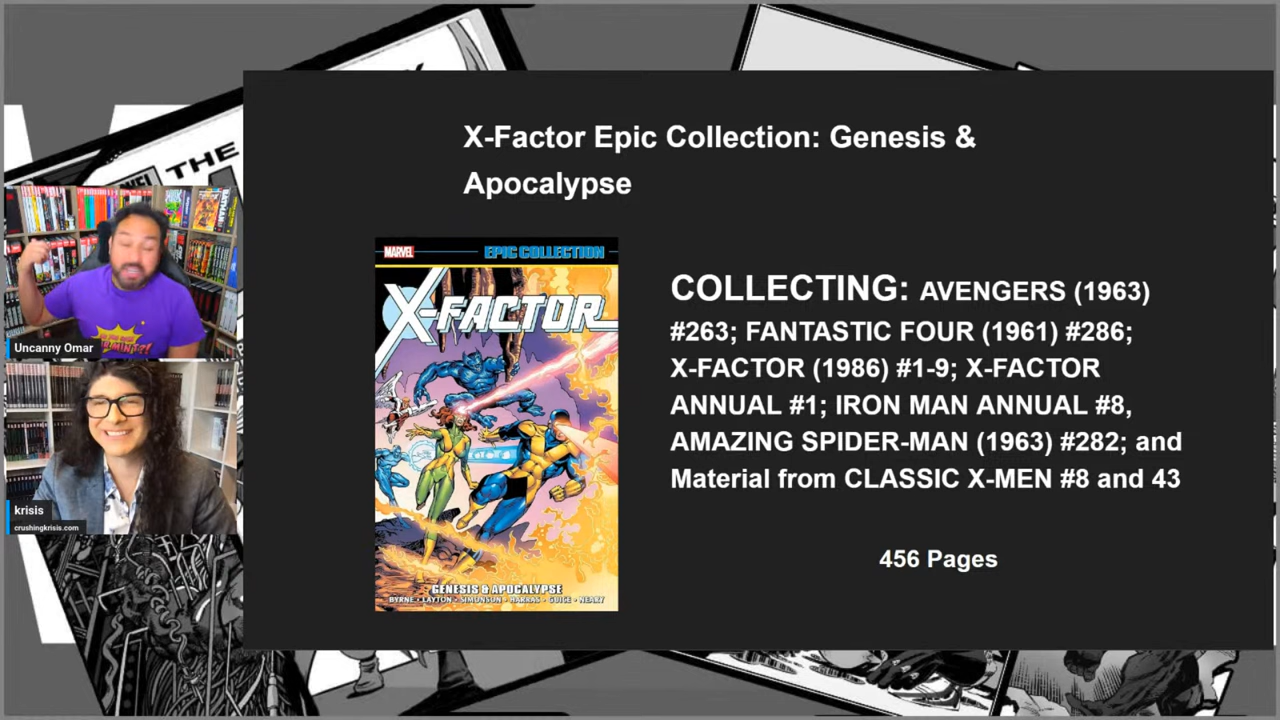 THE
X-Factor Epic Collection: Genesis &
Apocalypse
MARVEL
EPIC COLLECTION
X-FACTOR
GENESIS & APOCALYPSE
BYRNE • LAYTON • SIMONSON • HARRAS • GUICE • NEARY
COLLECTING: AVENGERS (1963)
#263; FANTASTIC FOUR (1961) #286;
X-FACTOR (1986) #1-9; X-FACTOR
ANNUAL #1; IRON MAN ANNUAL #8,
AMAZING SPIDER-MAN (1963) #282; and
Material from CLASSIC X-MEN #8 and 43
456 Pages
Uncanny Omar
krisis
crushingkrisis.com